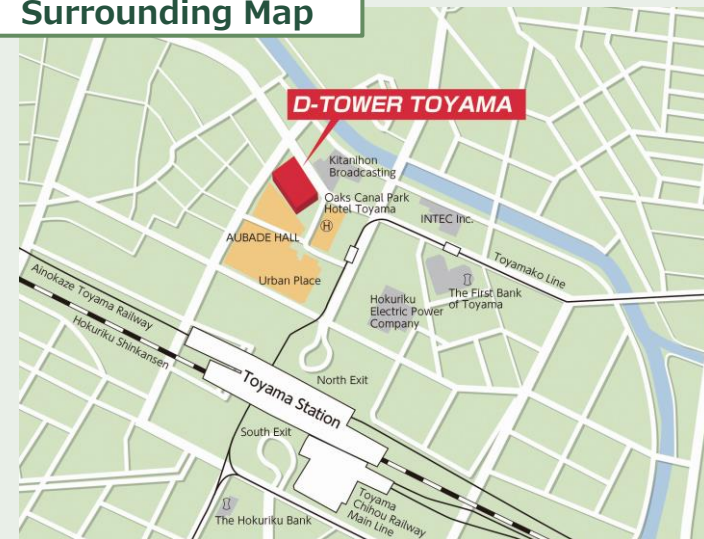 Surrounding Map
D-TOWER TOYAMA
Kitanihon
Broadcasting
Oaks Canal Park
Hotel Toyama
H
INTEC Inc.
AUBADE HALL
Urban Place
Toyamako Line
The First Bank
of Toyama
Hokuriku
Electric Power
Company
Ainokaze Toyama Railway
Hokuriku Shinkansen
North Exit
Toyama Station
South Exit
Toyama
Chihou Railway
Main Line
The Hokuriku Bank